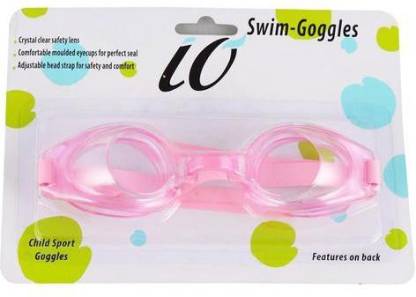 • Crystal clear safety lens
• Comfortable moulded eyecups for perfect seal
• Adjustable head strap for safety and comfort
iO
Swim-Goggles
Child Sport
Goggles
Features on back